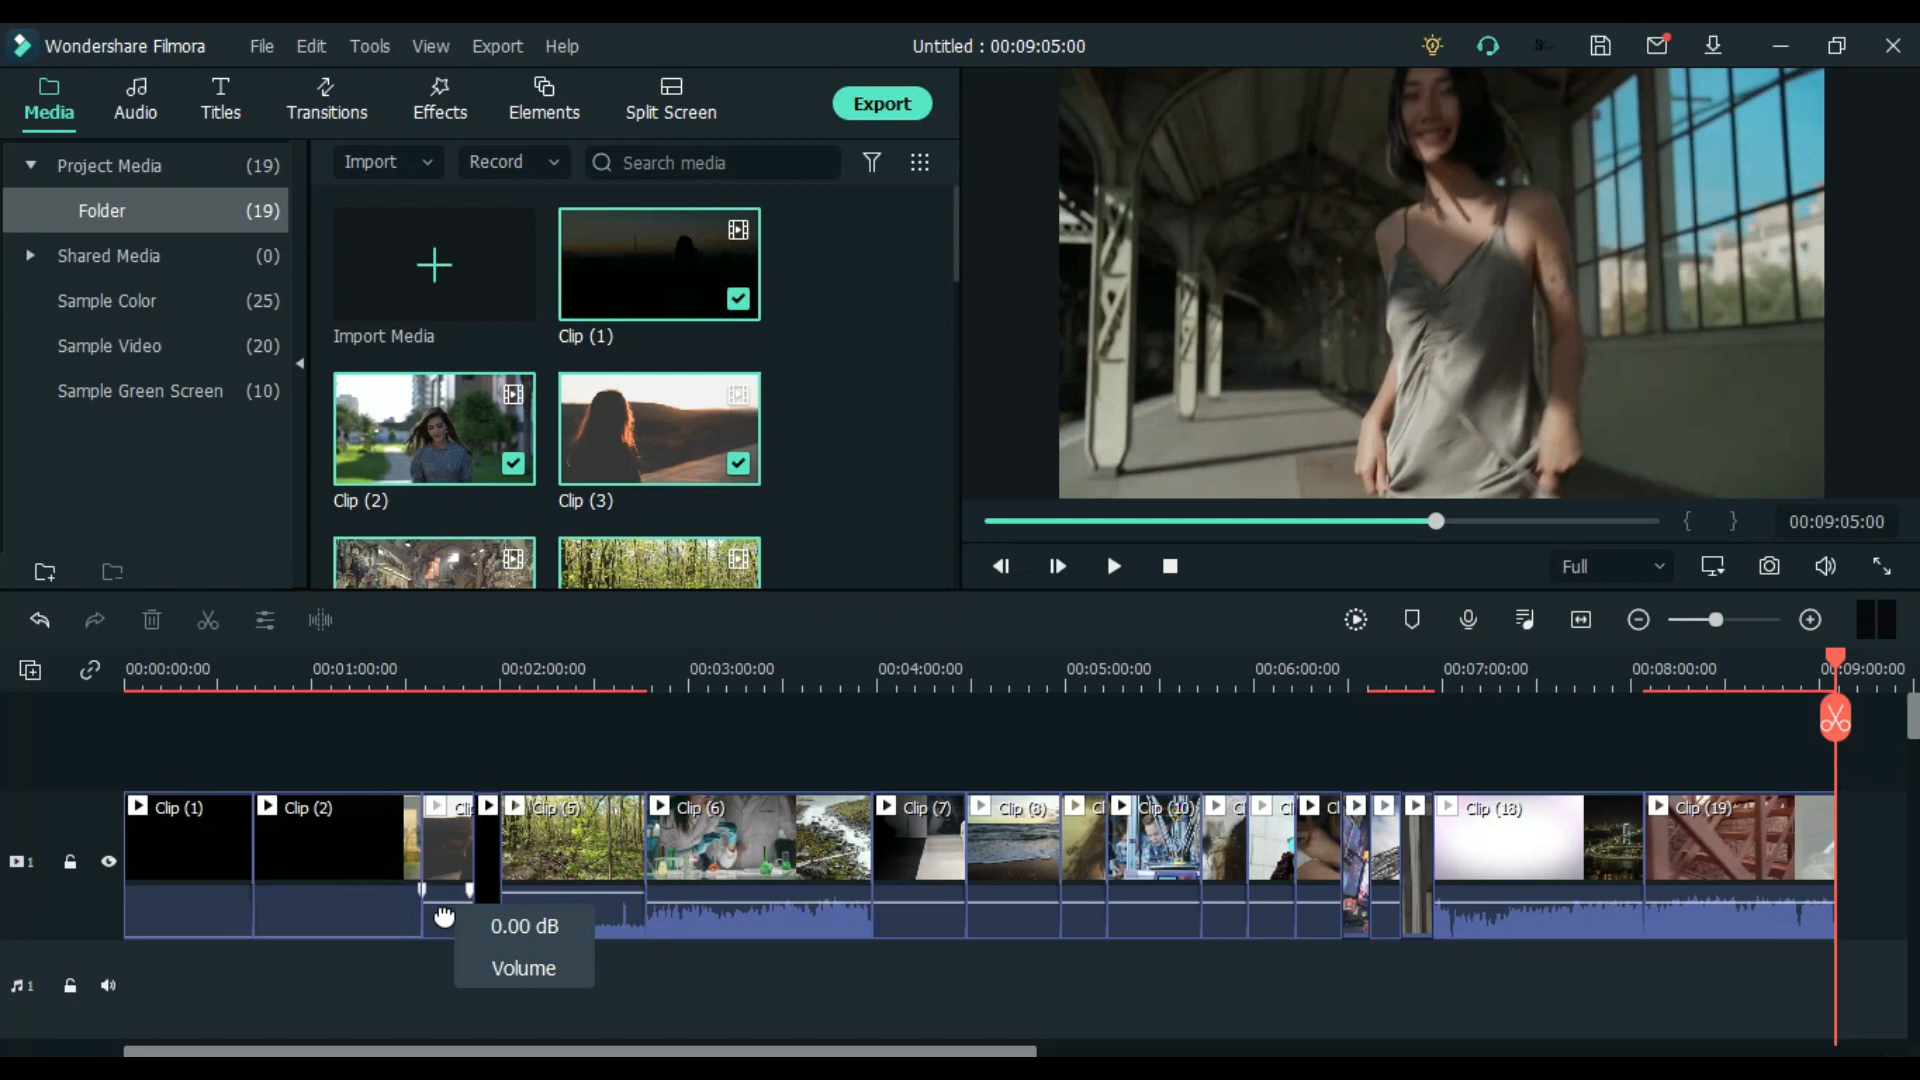 Wondershare Filmora File Edit Tools View Export Help Untitled : 00:09:05:00
Media Audio Titles Transitions Effects Elements Split Screen Export
Project Media (19)
Folder (19)
Shared Media (0)
Sample Color (25)
Sample Video (20)
Sample Green Screen (10)
Import Record Search media
Import Media Clip (1)
Clip (2) Clip (3)
00:09:05:00
Full
00:00:00:00 00:01:00:00 00:02:00:00 00:03:00:00 00:04:00:00 00:05:00:00 00:06:00:00 00:07:00:00 00:08:00:00 00:09:00:00
Clip (1) Clip (2) Cli Clip (5) Clip (6) Clip (7) Clip (8) Cl Clip (10) C Cl Cl Clip (18) Clip (19)
1
0.00 dB
Volume
1